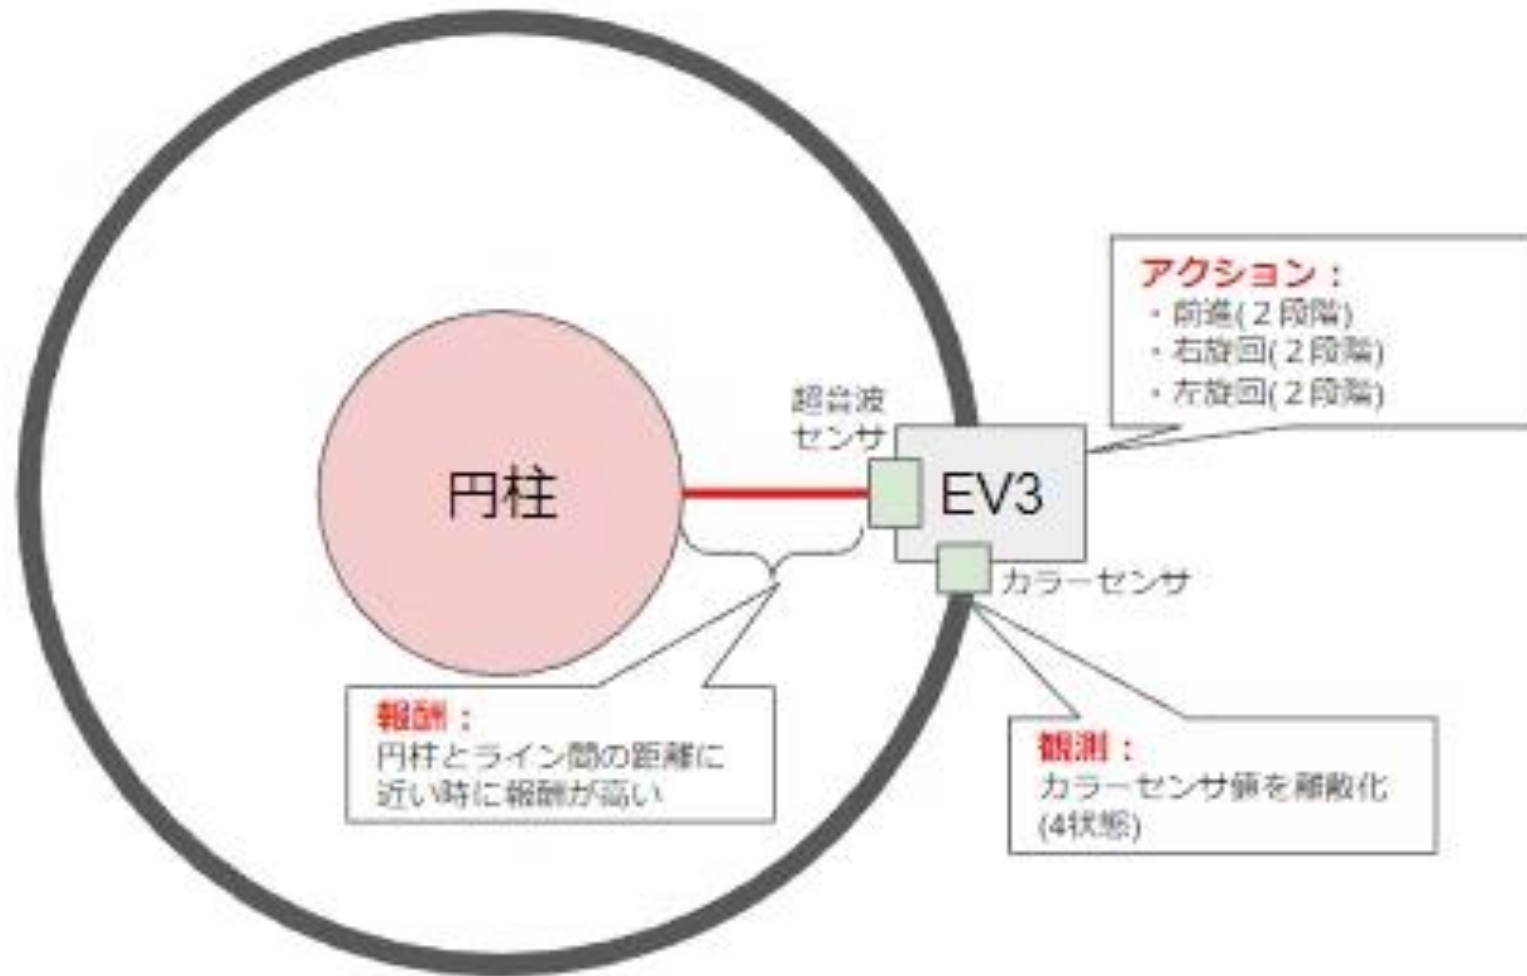 アクション：
・前進(２段階)
・右旋回(２段階)
・左旋回(２段階)
超音波
センサ
円柱
EV3
カラーセンサ
報酬：
円柱とライン間の距離に
近い時に報酬が高い
観測：
カラーセンサ値を離散化
(4状態)